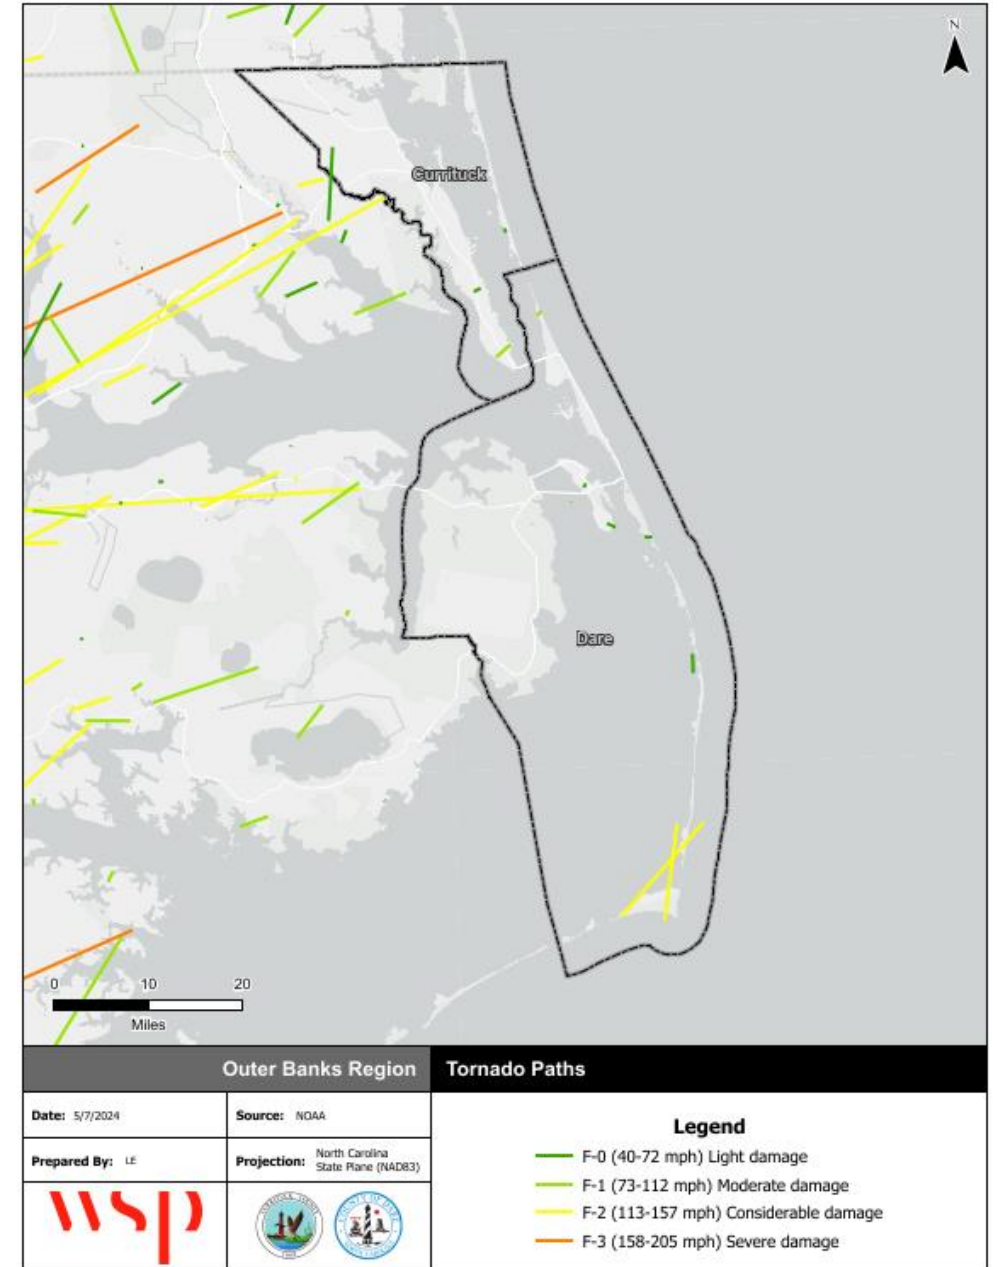 N
Currituck
Dare
0 10 20
Miles
Outer Banks Region
Tornado Paths
Date: 5/7/2024
Source: NOAA
Prepared By: LE
Projection: North Carolina
State Plane (NAD83)
wsp
Legend
F-0 (40-72 mph) Light damage
F-1 (73-112 mph) Moderate damage
F-2 (113-157 mph) Considerable damage
F-3 (158-205 mph) Severe damage